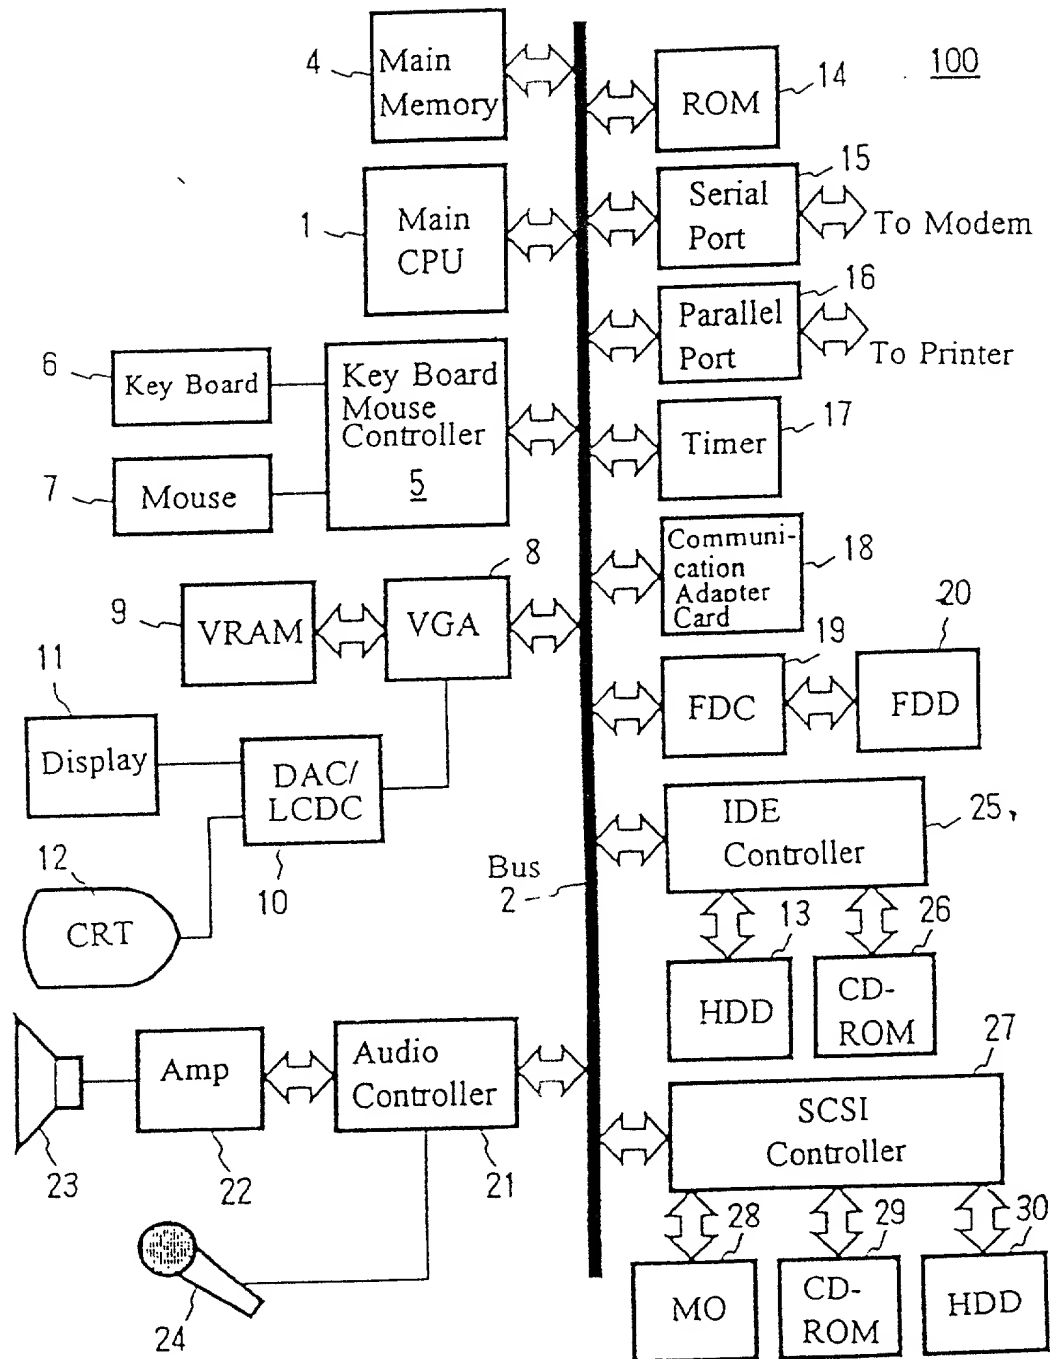 4
Main
Memory
100
14
ROM
1
Main
CPU
15
Serial
Port
To Modem
16
Parallel
Port
To Printer
6
Key Board
Key Board
Mouse
Controller
5
7
Mouse
17
Timer
18
Communi-
cation
Adapter
Card
8
VGA
9
VRAM
19
FDC
20
FDD
11
Display
DAC/
LCDC
10
12
CRT
Bus
2
IDE
Controller
25
13
HDD
26
CD-
ROM
Amp
22
23
Audio
Controller
21
24
27
SCSI
Controller
28
MO
29
CD-
ROM
30
HDD